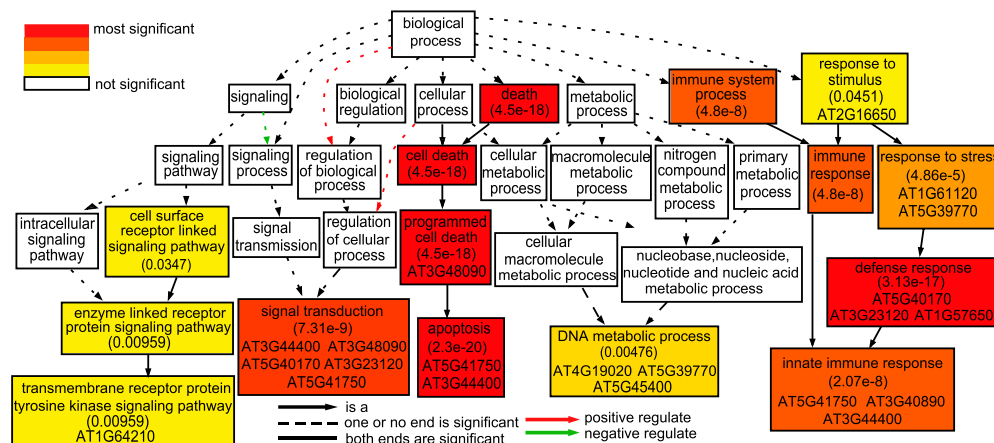 most significant
not significant
biological
process
signaling
biological
regulation
cellular
process
death
(4.5e-18)
metabolic
process
immune system
process
(4.8e-8)
response to
stimulus
(0.0451)
AT2G16650
signaling
pathway
signaling
process
regulation
of biological
process
cell death
(4.5e-18)
cellular
metabolic
process
macromolecule
metabolic
process
nitrogen
compound
metabolic
process
primary
metabolic
process
immune
response
(4.8e-8)
response to stress
(4.86e-5)
AT1G61120
AT5G39770
intracellular
signaling
pathway
cell surface
receptor linked
signaling pathway
(0.0347)
signal
transmission
regulation
of cellular
process
programmed
cell death
(4.5e-18)
AT3G48090
cellular
macromolecule
metabolic process
nucleobase,nucleoside,
nucleotide and nucleic acid
metabolic process
defense response
(3.13e-17)
AT5G40170
AT3G23120 AT1G57650
enzyme linked receptor
protein signaling pathway
(0.00959)
signal transduction
(7.31e-9)
AT3G44400 AT3G48090
AT5G40170 AT3G23120
AT5G41750
apoptosis
(2.3e-20)
AT5G41750
AT3G44400
DNA metabolic process
(0.00476)
AT4G19020 AT5G39770
AT5G45400
innate immune response
(2.07e-8)
AT5G41750 AT3G40890
AT3G44400
transmembrane receptor protein
tyrosine kinase signaling pathway
(0.00959)
AT1G64210
is a
one or no end is significant
both ends are significant
positive regulate
negative regulate